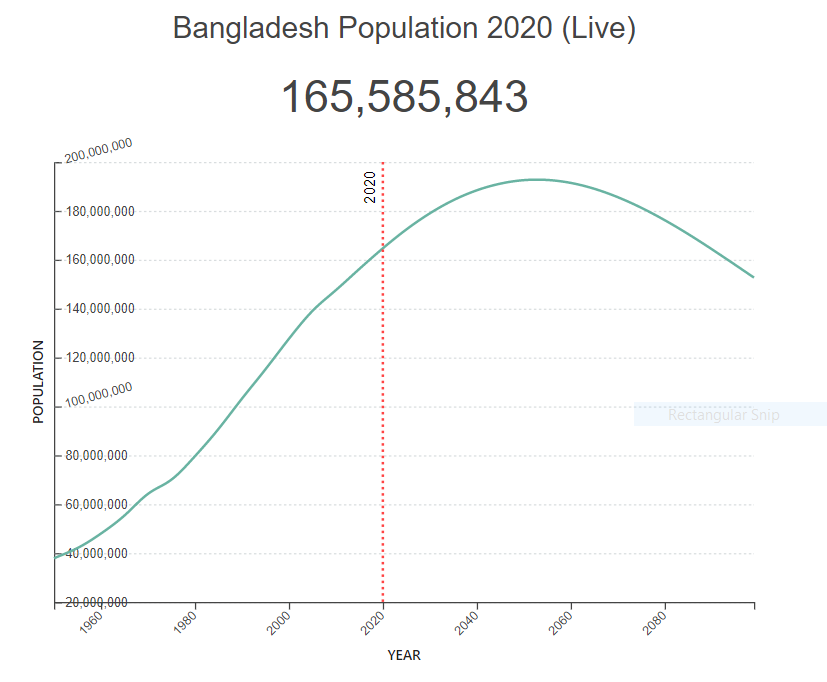 Bangladesh Population 2020 (Live)
165,585,843
200,000,000
2020
180,000,000
160,000,000
140,000,000
120,000,000
POPULATION
100,000,000
Rectangular Snip
80,000,000
60,000,000
40,000,000
20,000,000
1960 1980 2000 2020 2040 2060 2080
YEAR